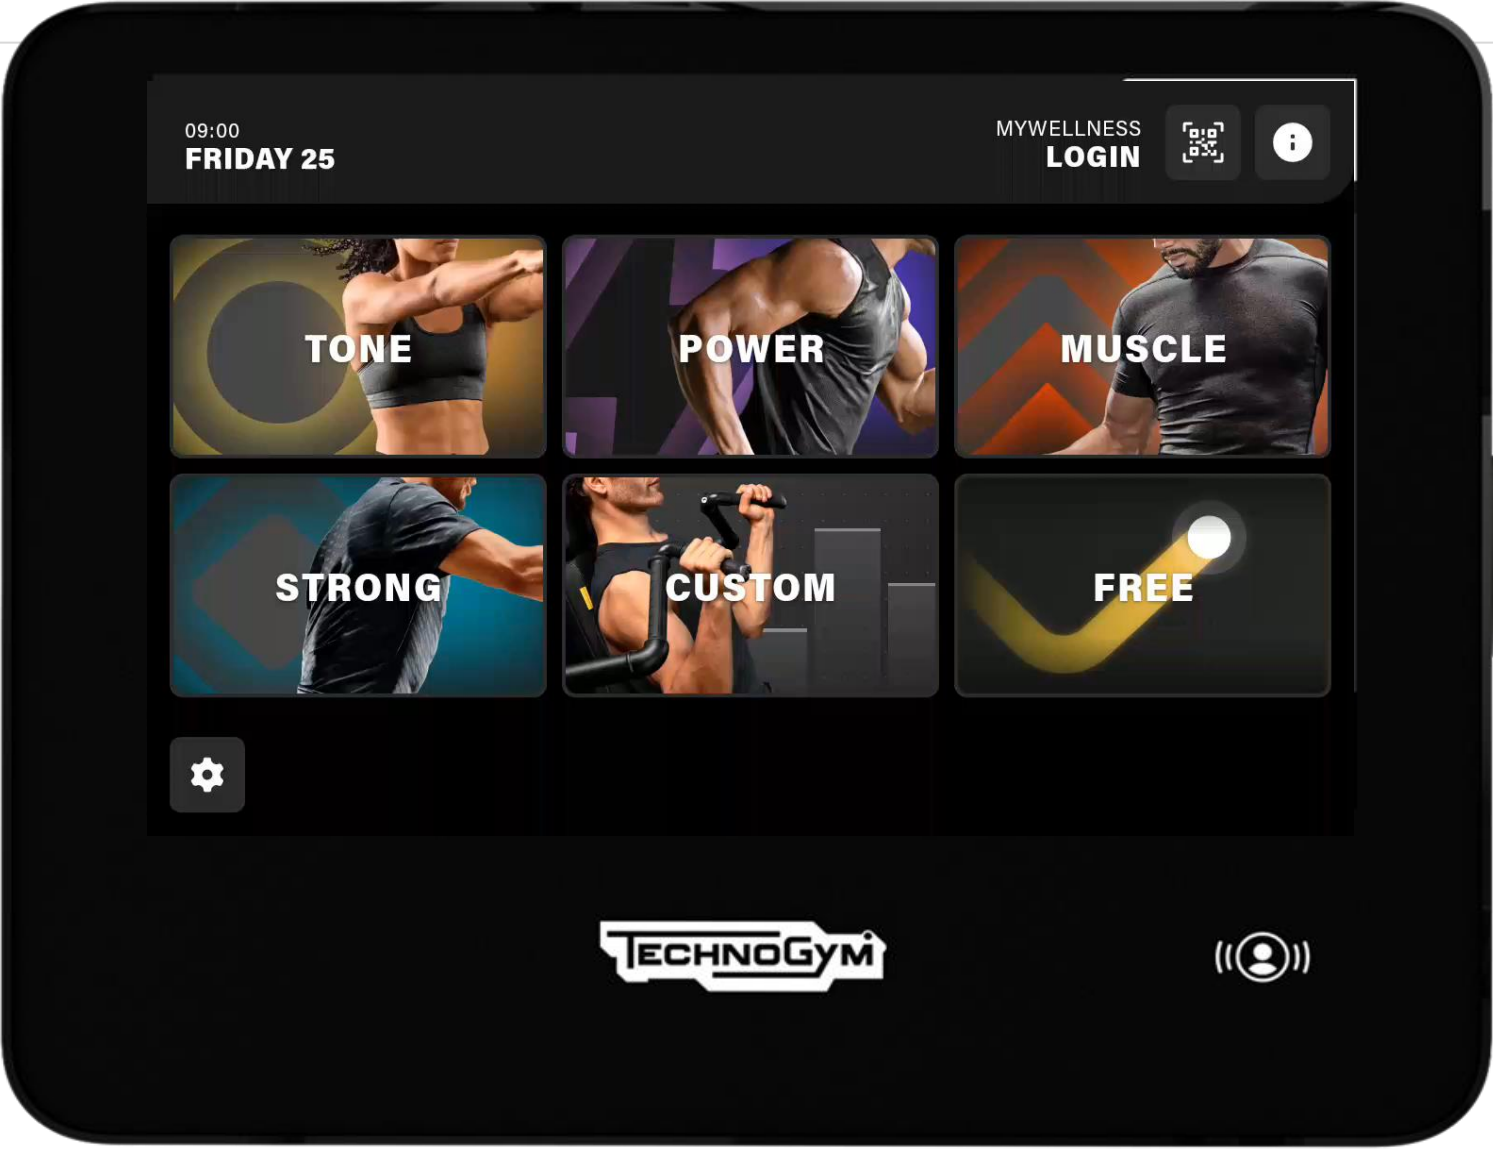 09:00
FRIDAY 25
MYWELLNESS
LOGIN
TONE
POWER
MUSCLE
STRONG
CUSTOM
FREE
TECHNOGYM